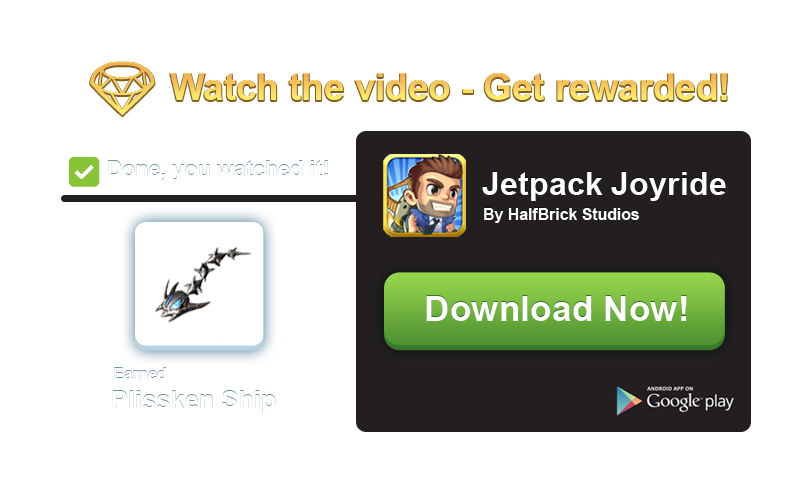 Watch the video - Get rewarded!
Done, you watched it!
Jetpack Joyride
By HalfBrick Studios
Download Now!
Earned
Plissken Ship
ANDROID APP ON
Google play